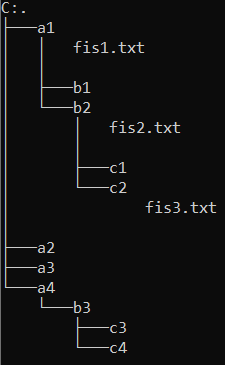 C:.
├───a1
│   │   fis1.txt
│   │
│   ├───b1
│   └───b2
│       │   fis2.txt
│       │
│       ├───c1
│       └───c2
│               fis3.txt
│
├───a2
├───a3
└───a4
    └───b3
        ├───c3
        └───c4